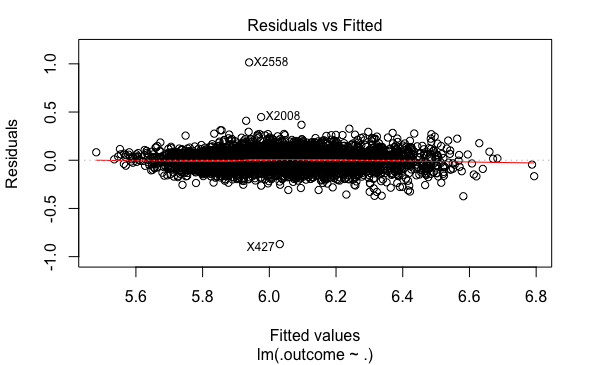 Residuals vs Fitted
X2558
X2008
X427
Residuals
1.0
0.5
0.0
-0.5
-1.0
5.6 5.8 6.0 6.2 6.4 6.6 6.8
Fitted values
lm(.outcome ~ .)